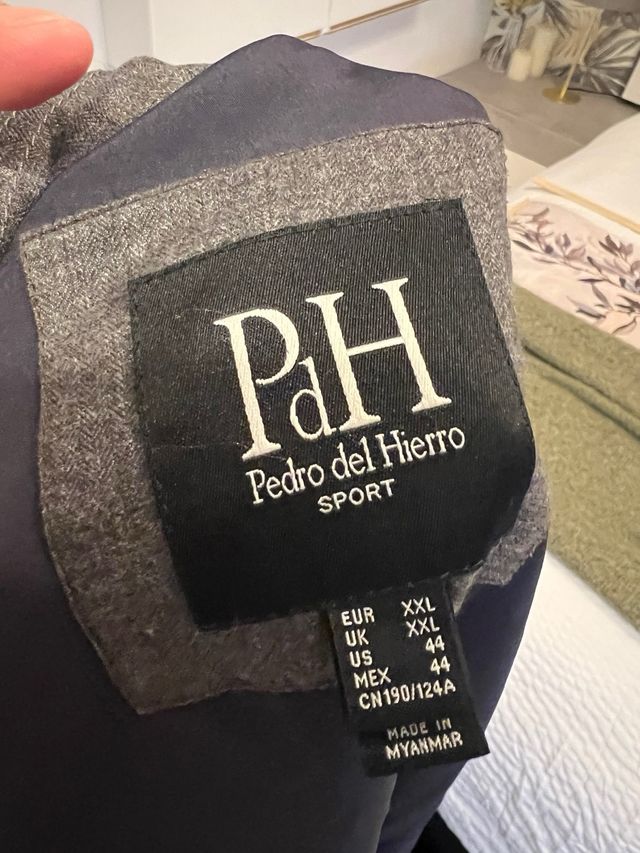 PdH
Pedro del Hierro
SPORT
EUR XXL
UK XXL
US 44
MEX 44
CN190/124A
MADE IN
MYANMAR